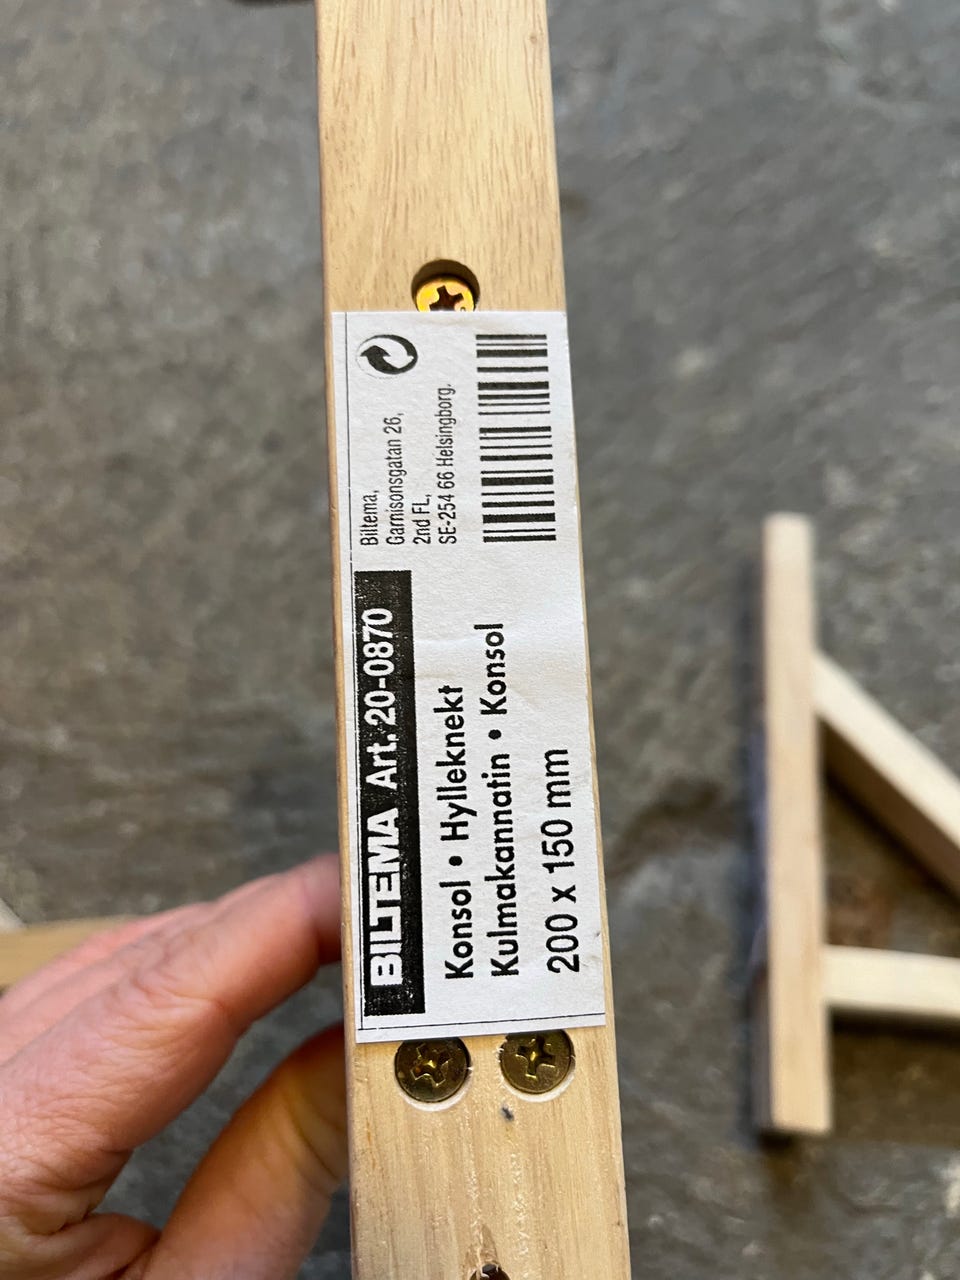 BILTEMA Art. 20-0870
Konsol • Hylleknekt
Kulmakannatin • Konsol
200 x 150 mm
Biltema,
Garnisonsgatan 26,
2nd FL,
SE-254 66 Helsingborg.